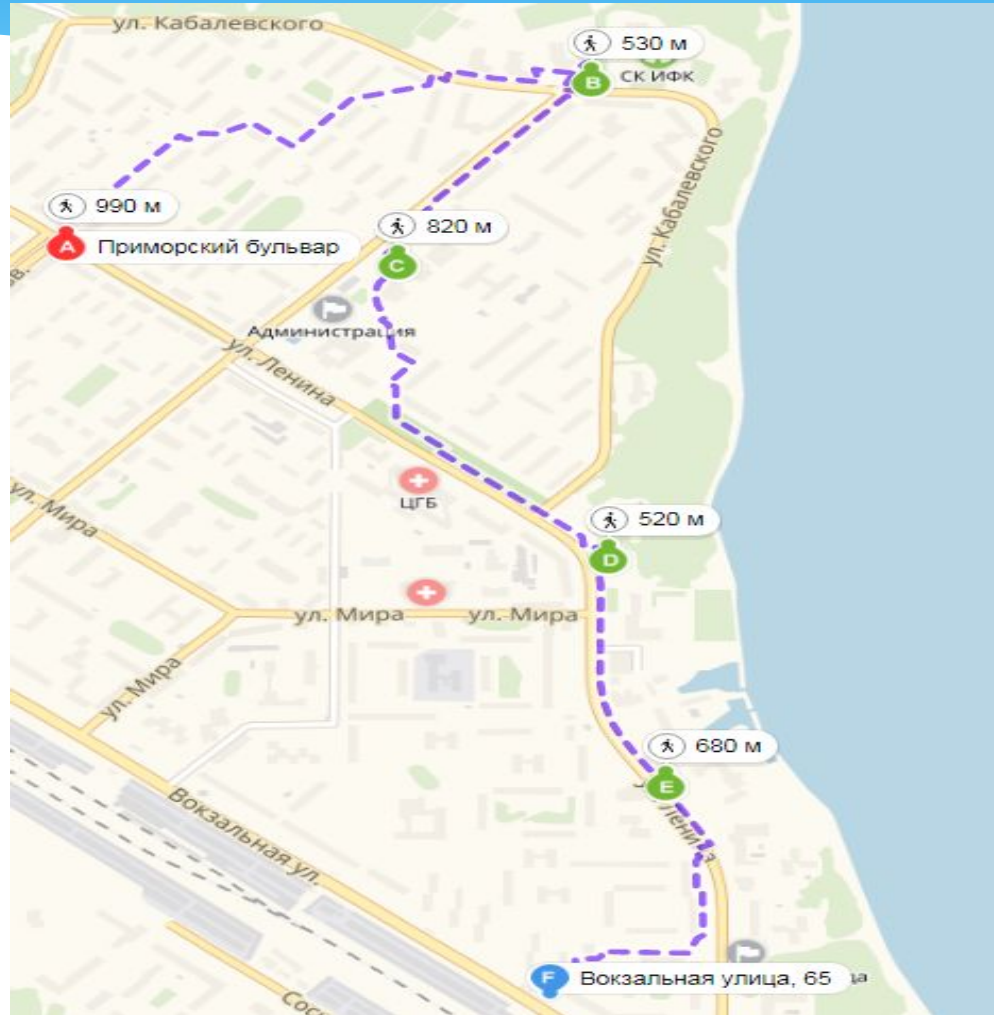 ул. Кабалевского
530 м
B
СК ИФК
ул. Кабалевского
990 м
A Приморский бульвар
820 м
C
Администрация
ул. Ленина
ЦГБ
ул. Мира
520 м
D
ул. Мира
ул. Мира
ул. Мира
680 м
E
Вокзальная ул.
F Вокзальная улица, 65